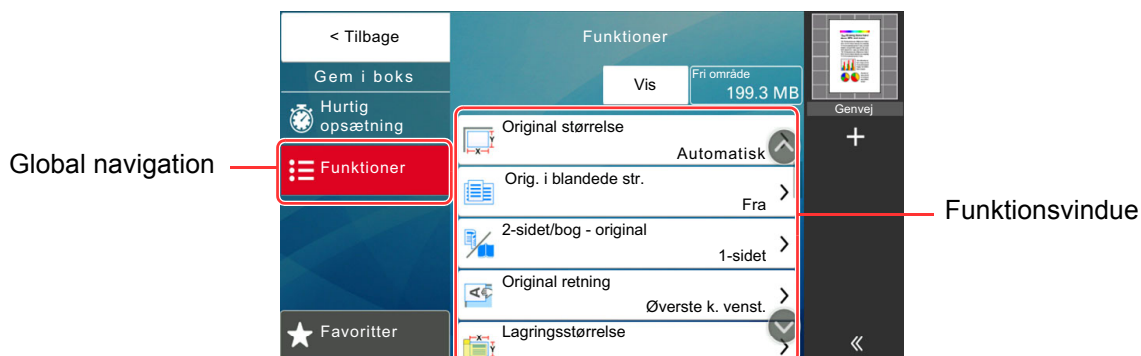 < Tilbage
Funktioner
Gem i boks
Vis
Fri område
199.3 MB
Genvej
Hurtig
opsætning
Original størrelse
Automatisk
Global navigation
Funktioner
Orig. i blandede str.
Fra
Funktionsvindue
2-sidet/bog - original
1-sidet
Original retning
Øverste k. venst.
Favoritter
Lagringsstørrelse